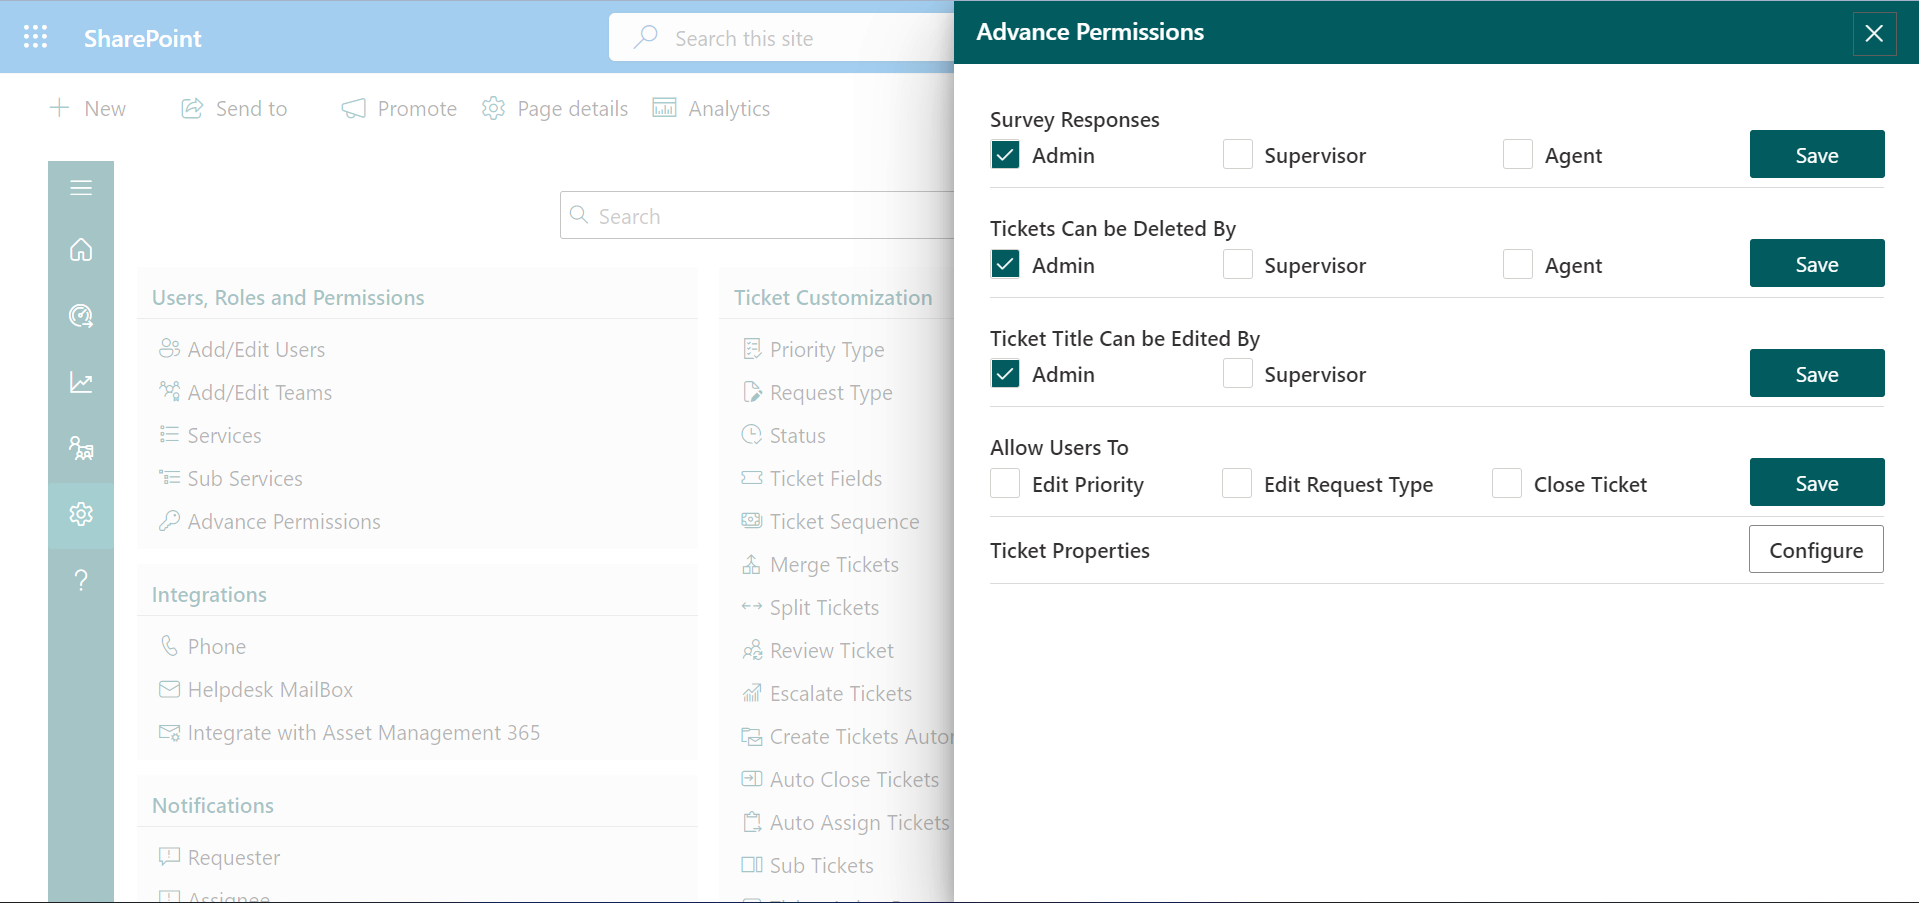 SharePoint
Search this site
New
Send to
Promote
Page details
Analytics
Search
Users, Roles and Permissions
Add/Edit Users
Add/Edit Teams
Services
Sub Services
Advance Permissions
Integrations
Phone
Helpdesk MailBox
Integrate with Asset Management 365
Notifications
Requester
Assignee
Ticket Customization
Priority Type
Request Type
Status
Ticket Fields
Ticket Sequence
Merge Tickets
Split Tickets
Review Ticket
Escalate Tickets
Create Tickets
Auto Close Tickets
Auto Assign Tickets
Sub Tickets
Advance Permissions
Survey Responses
Admin
Supervisor
Agent
Save
Tickets Can be Deleted By
Admin
Supervisor
Agent
Save
Ticket Title Can be Edited By
Admin
Supervisor
Save
Allow Users To
Edit Priority
Edit Request Type
Close Ticket
Save
Ticket Properties
Configure